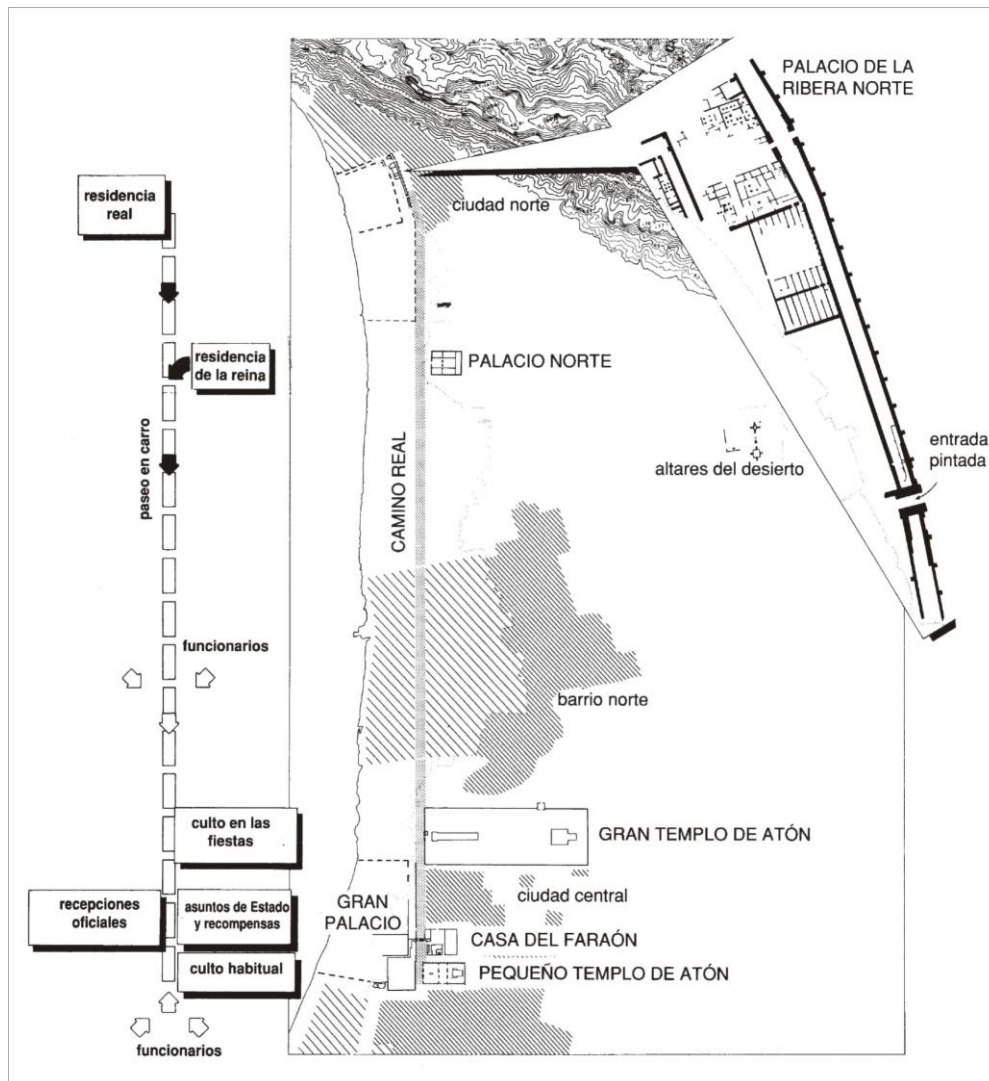 PALACIO DE LA
RIBERA NORTE
residencia
real
ciudad norte
residencia
de la reina
PALACIO NORTE
paseo en carro
CAMINO REAL
altares del desierto
entrada
pintada
funcionarios
barrio norte
culto en las
fiestas
GRAN TEMPLO DE ATÓN
recepciones
oficiales
asuntos de Estado
y recompensas
GRAN
PALACIO
ciudad central
CASA DEL FARAÓN
culto habitual
PEQUEÑO TEMPLO DE ATÓN
funcionarios